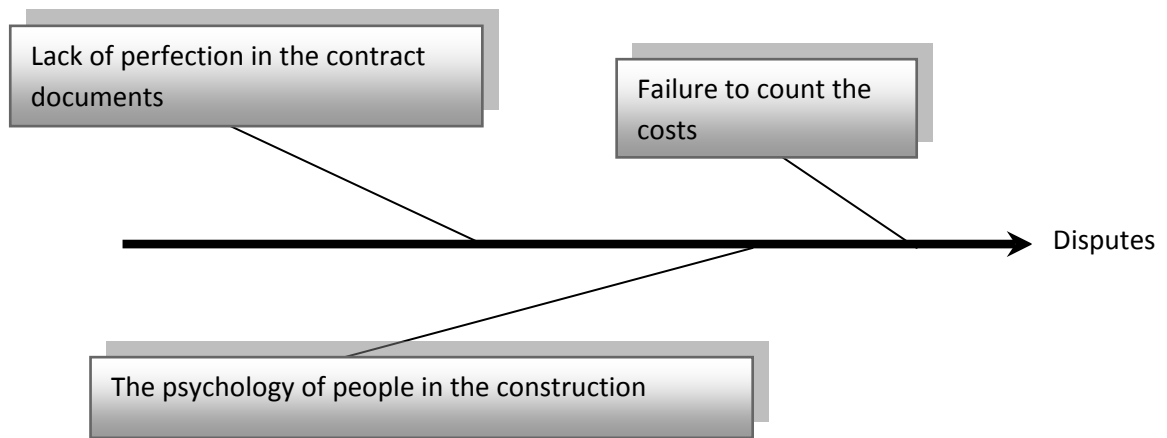 Lack of perfection in the contract
documents
Failure to count the
costs
Disputes
The psychology of people in the construction